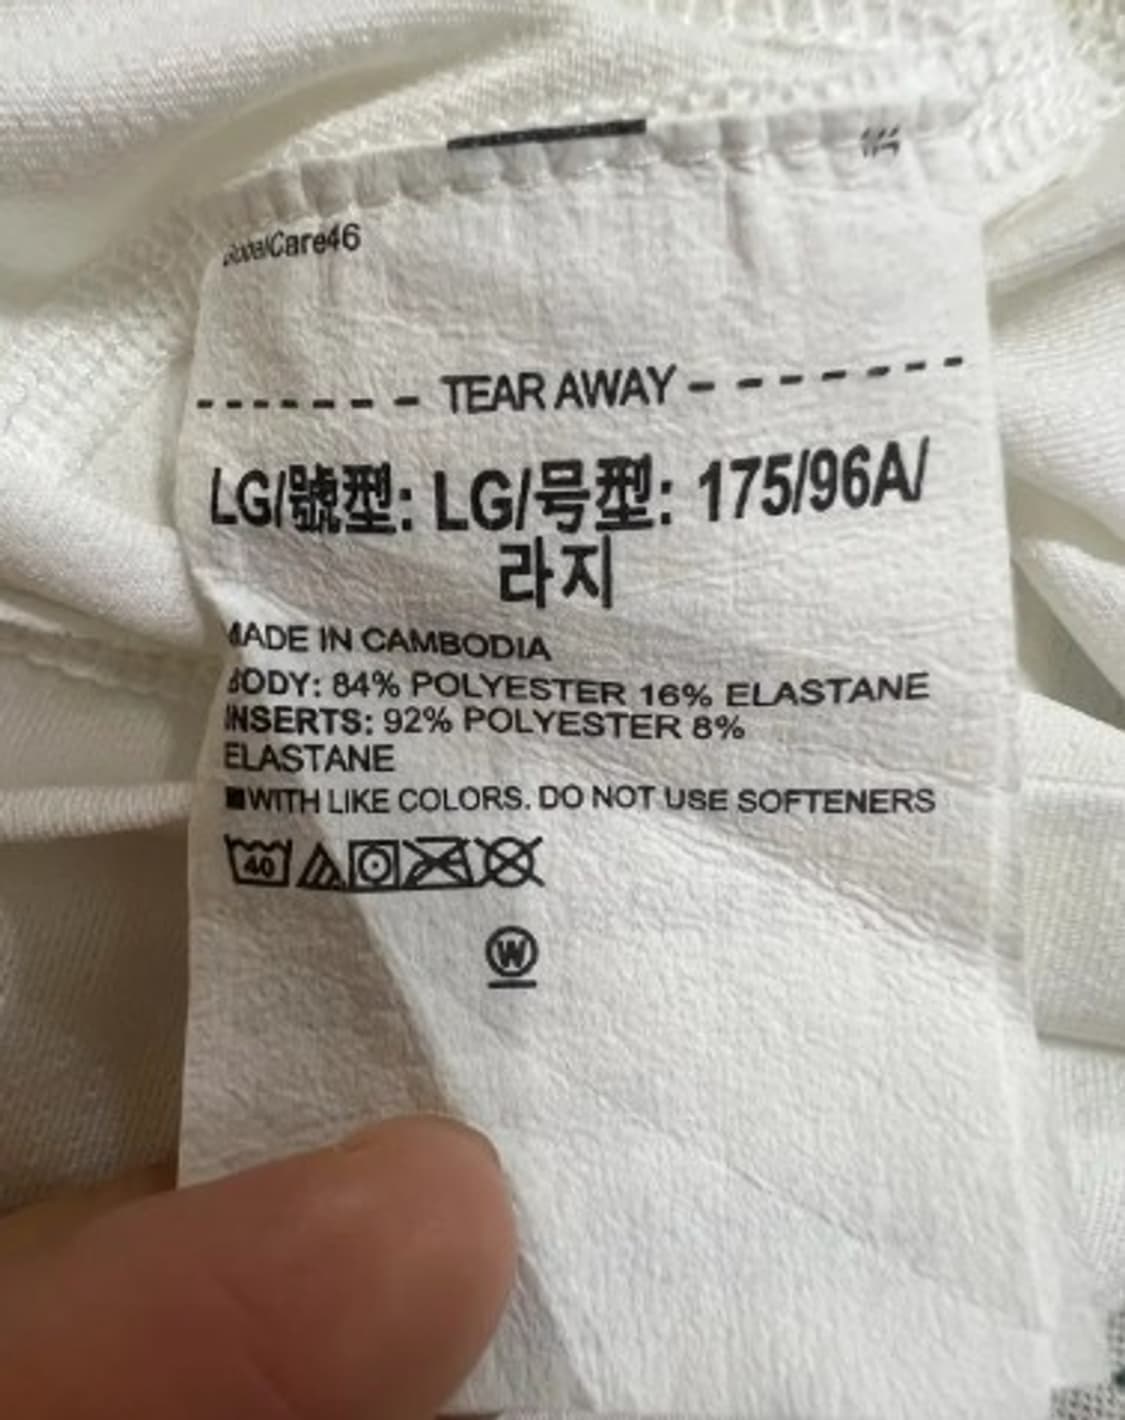 Care46
TEAR AWAY
LG/號型: LG/号型: 175/96A/
라지
MADE IN CAMBODIA
BODY: 84% POLYESTER 16% ELASTANE
INSERTS: 92% POLYESTER 8%
ELASTANE
WITH LIKE COLORS. DO NOT USE SOFTENERS
40
W